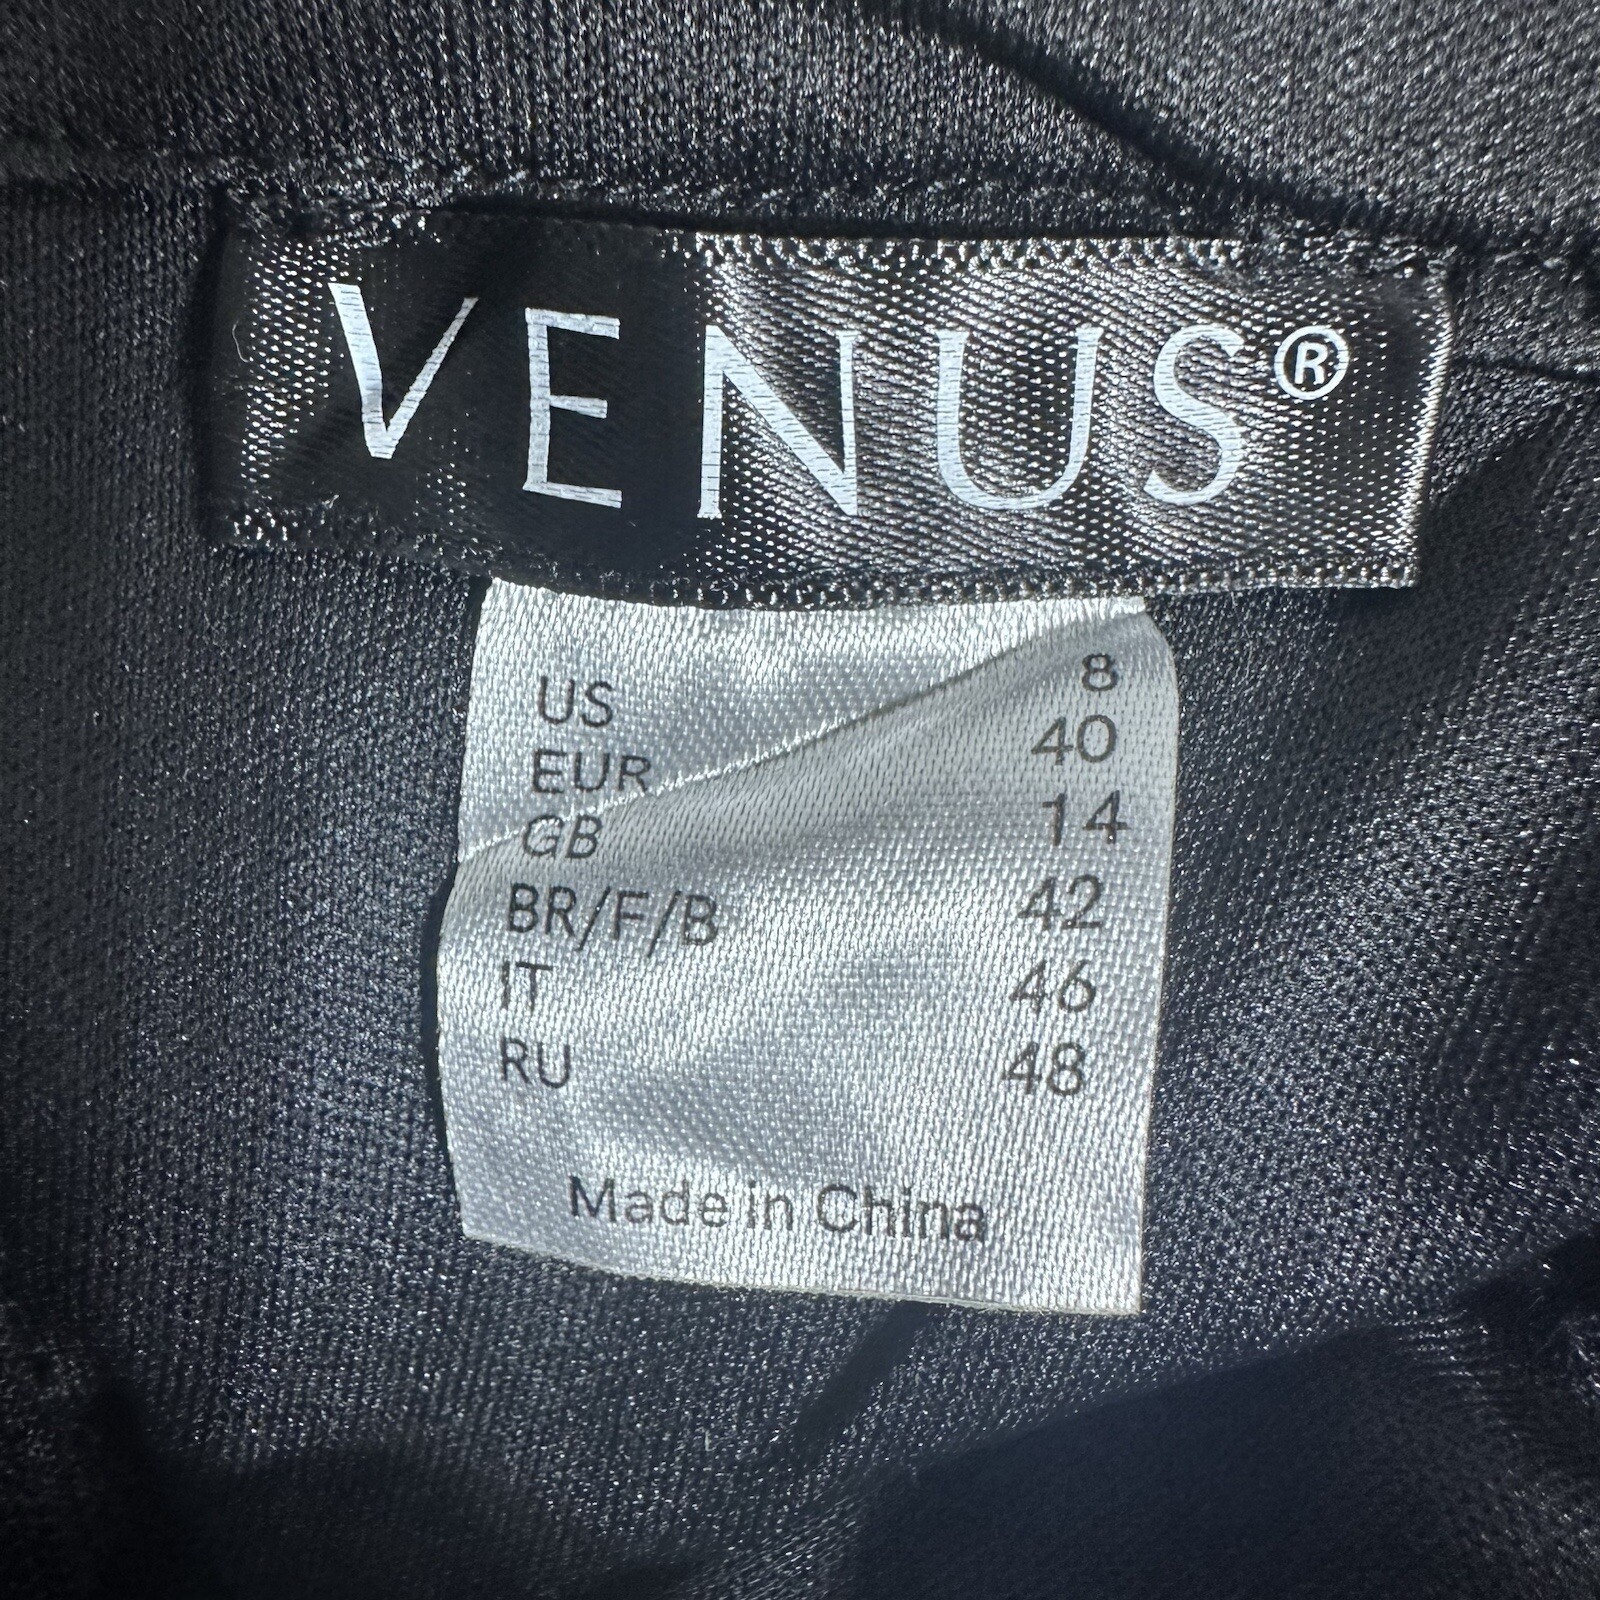 VENUS®
US 8
EUR 40
GB 14
BR/F/B 42
IT 46
RU 48
Made in China